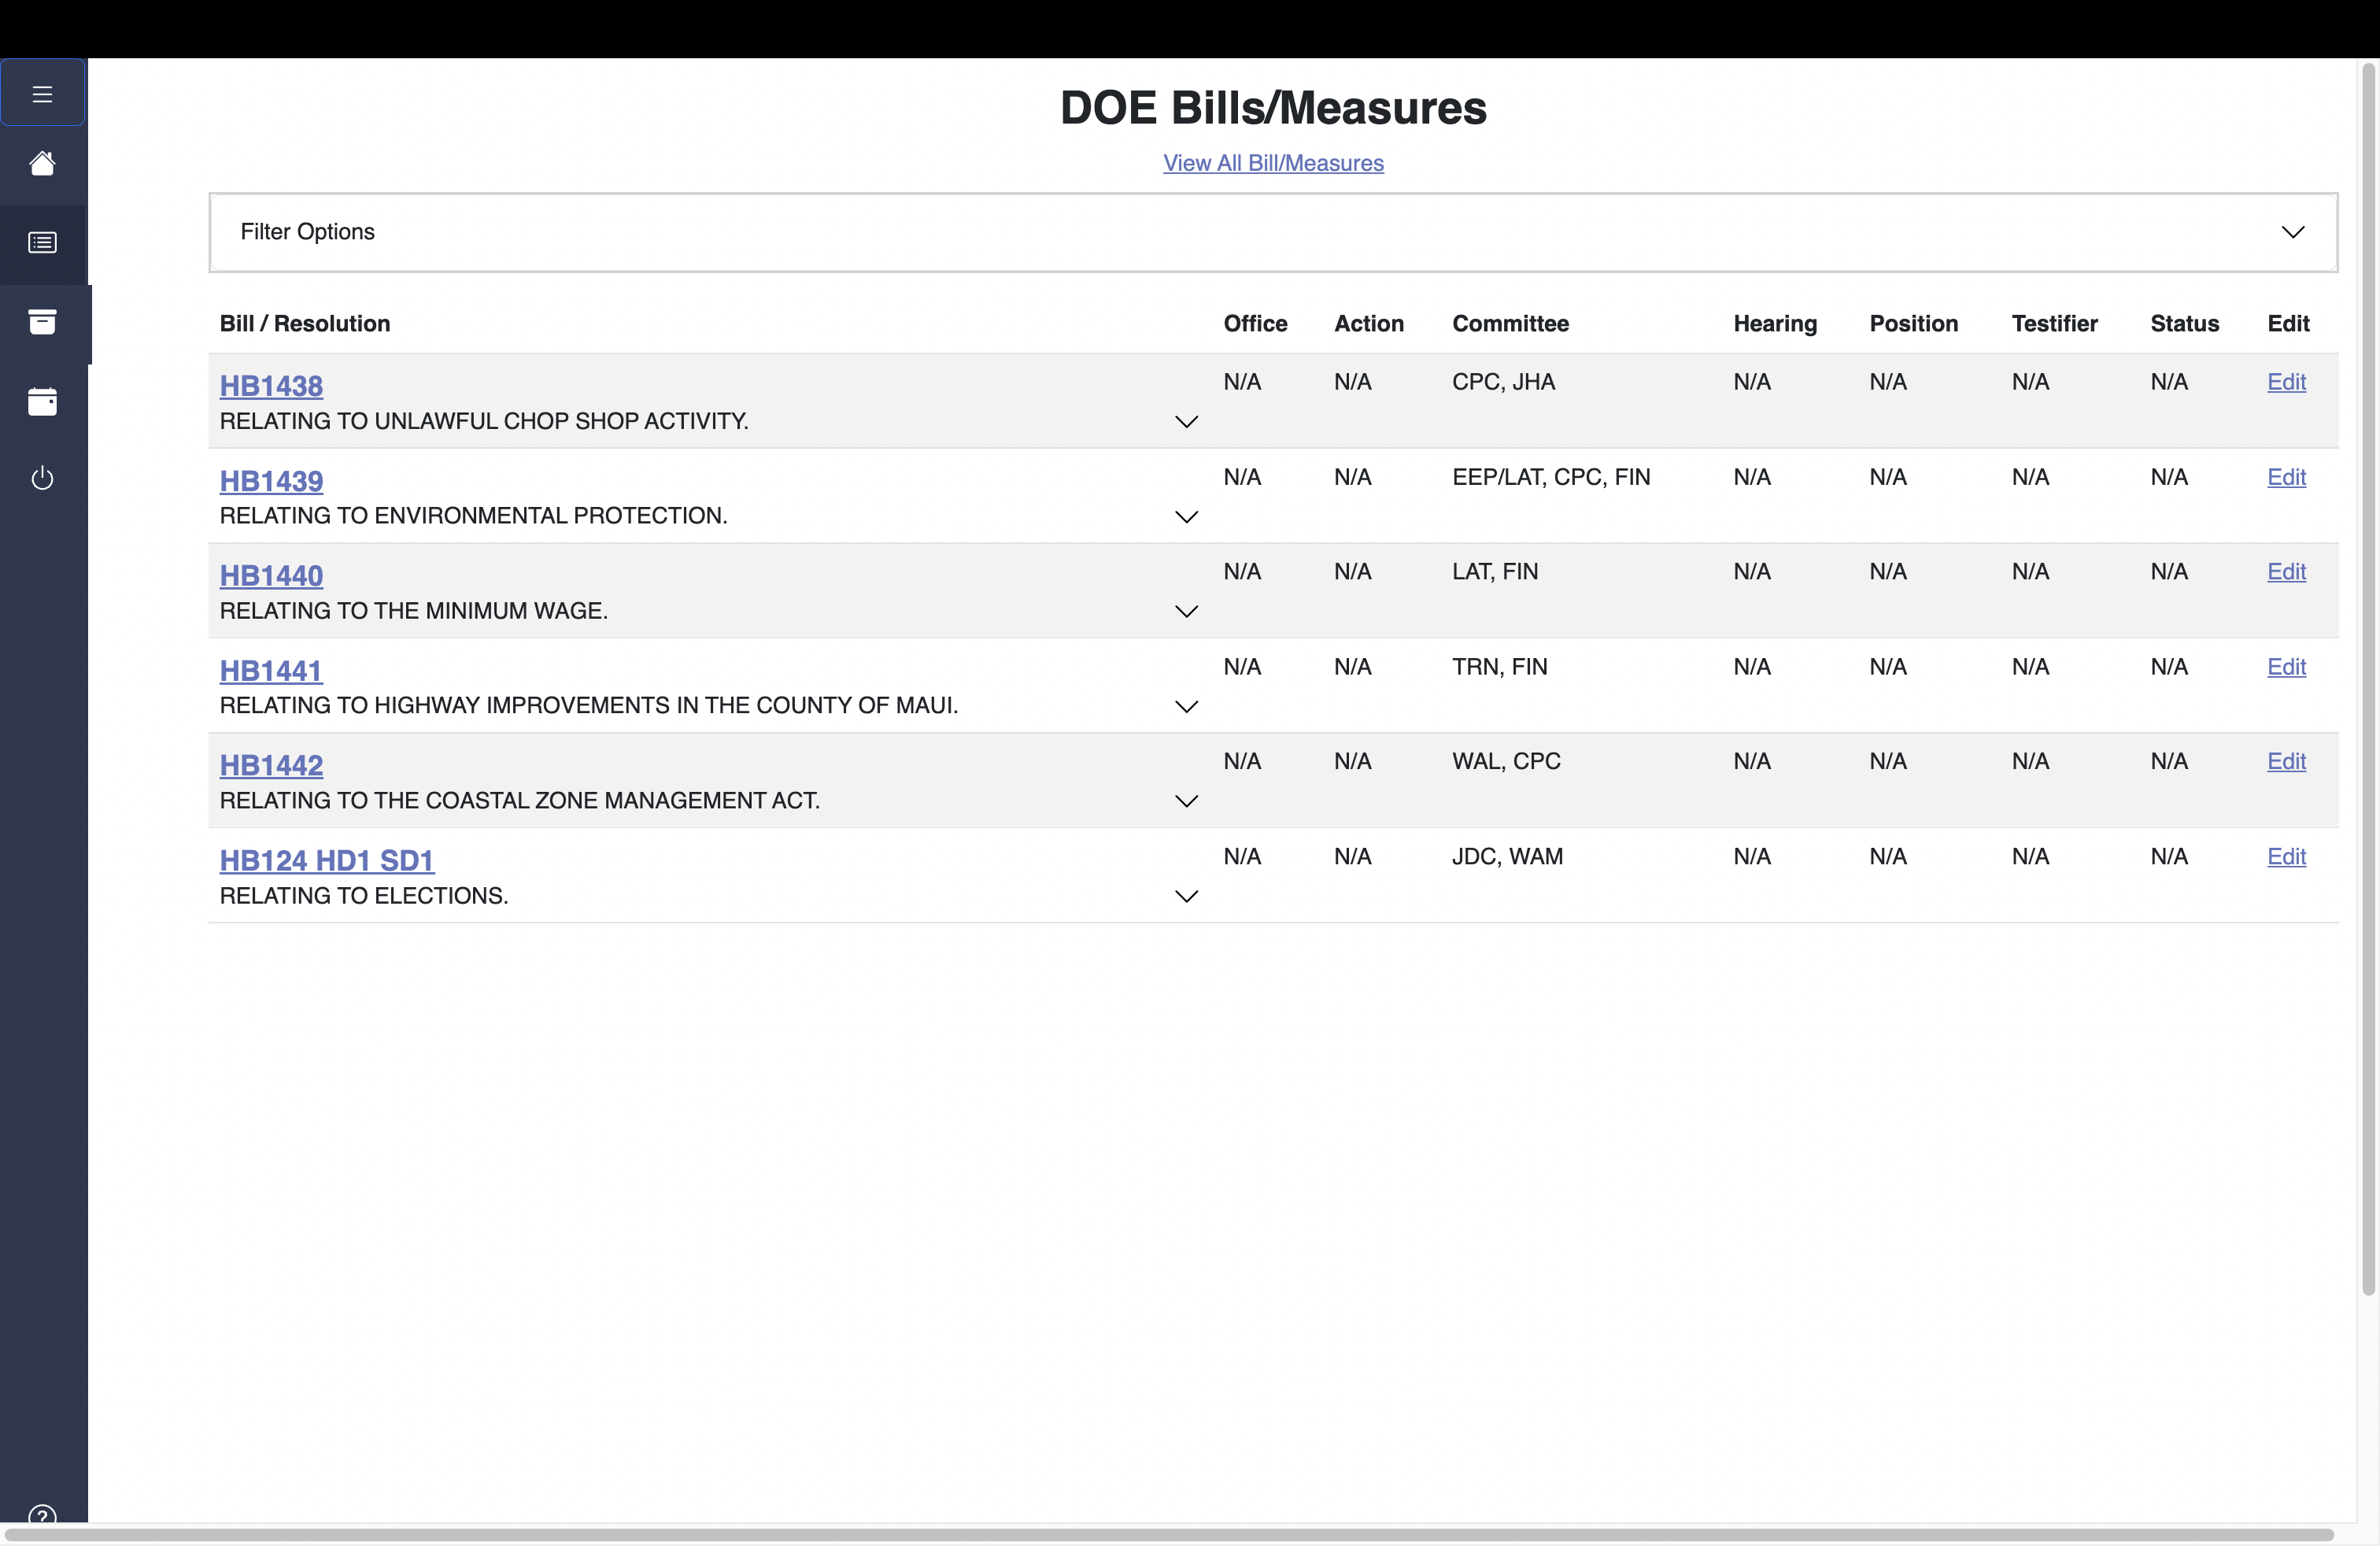 DOE Bills/Measures
View All Bill/Measures
Filter Options
Bill / Resolution Office Action Committee Hearing Position Testifier Status Edit
HB1438 N/A N/A CPC, JHA N/A N/A N/A N/A Edit
RELATING TO UNLAWFUL CHOP SHOP ACTIVITY.
HB1439 N/A N/A EEP/LAT, CPC, FIN N/A N/A N/A N/A Edit
RELATING TO ENVIRONMENTAL PROTECTION.
HB1440 N/A N/A LAT, FIN N/A N/A N/A N/A Edit
RELATING TO THE MINIMUM WAGE.
HB1441 N/A N/A TRN, FIN N/A N/A N/A N/A Edit
RELATING TO HIGHWAY IMPROVEMENTS IN THE COUNTY OF MAUI.
HB1442 N/A N/A WAL, CPC N/A N/A N/A N/A Edit
RELATING TO THE COASTAL ZONE MANAGEMENT ACT.
HB124 HD1 SD1 N/A N/A JDC, WAM N/A N/A N/A N/A Edit
RELATING TO ELECTIONS.